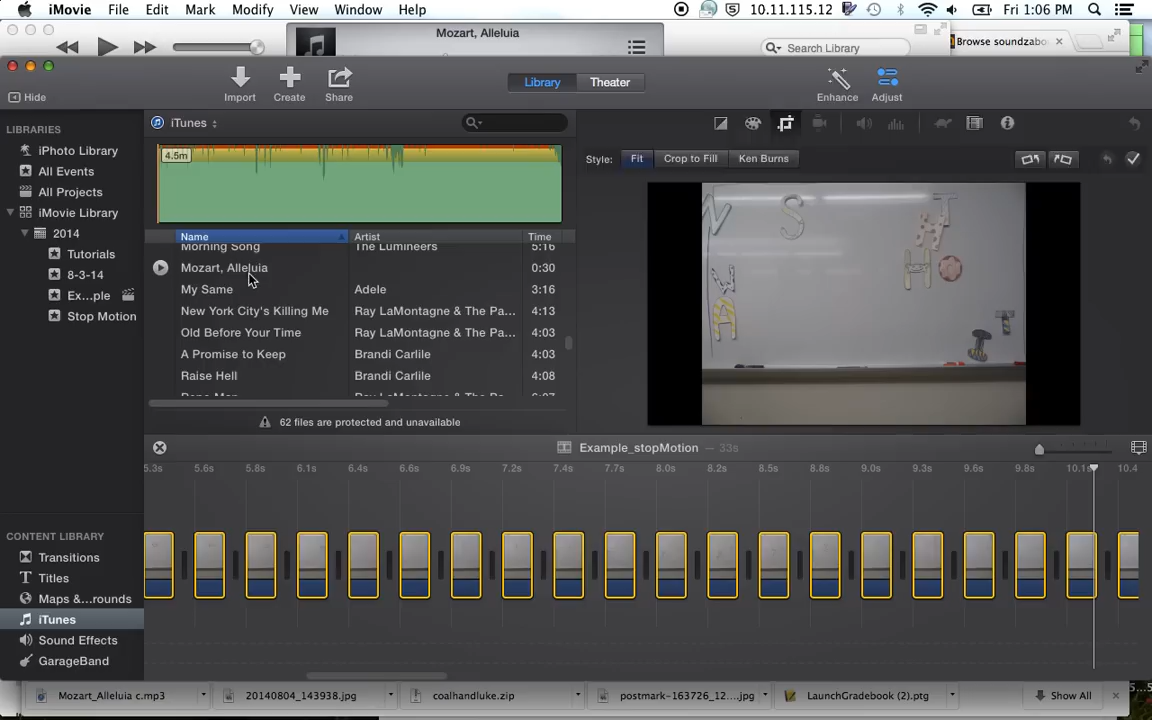 iMovie File Edit Mark Modify View Window Help 10.11.115.12 Fri 1:06 PM
Mozart, Alleluia
Search Library
Browse soundzabo
Hide
Import Create Share
Library Theater
Enhance Adjust
LIBRARIES
iPhoto Library
All Events
All Projects
iMovie Library
2014
Tutorials
8-3-14
Ex...ple
Stop Motion
CONTENT LIBRARY
Transitions
Titles
Maps &...rounds
iTunes
Sound Effects
GarageBand
iTunes
4.5m
Name Artist Time
Morning Song The Lumineers 5:16
Mozart, Alleluia 0:30
My Same Adele 3:16
New York City's Killing Me Ray LaMontagne & The Pa... 4:13
Old Before Your Time Ray LaMontagne & The Pa... 4:03
A Promise to Keep Brandi Carlile 4:03
Raise Hell Brandi Carlile 4:08
62 files are protected and unavailable
Style: Fit Crop to Fill Ken Burns
Example_stopMotion — 33s
5.3s 5.6s 5.8s 6.1s 6.4s 6.6s 6.9s 7.2s 7.4s 7.7s 8.0s 8.2s 8.5s 8.8s 9.0s 9.3s 9.6s 9.8s 10.1s 10.4
Mozart_Alleluia c.mp3 20140804_143938.jpg coalhandluke.zip postmark-163726_12....jpg LaunchGradebook (2).ptg Show All